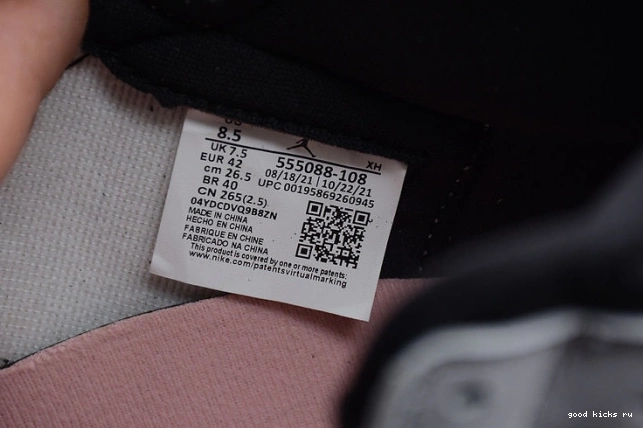 8.5
UK 7.5
EUR 42
cm 26.5
BR 40
CN 265(2.5)
04YDCDVQ9B8ZN
XH
555088-108
08/18/21 | 10/22/21
UPC 00195869260945
MADE IN CHINA
HECHO EN CHINA
FABRIQUE EN CHINE
FABRICADO NA CHINA
This product is covered by one or more patents:
www.nike.com/patentsvirtualmarking
good kicks ru